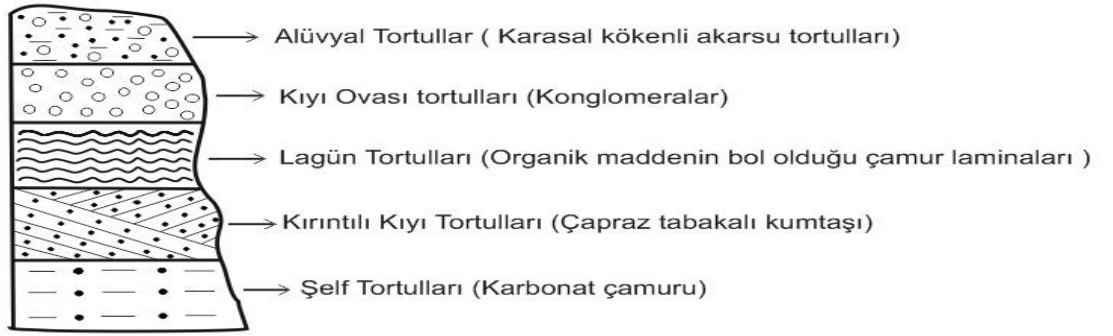 Alüvyal Tortullar ( Karasal kökenli akarsu tortulları)
Kıyı Ovası tortulları (Konglomeralar)
Lagün Tortulları (Organik maddenin bol olduğu çamur laminaları )
Kırıntılı Kıyı Tortulları (Çapraz tabakalı kumtaşı)
Şelf Tortulları (Karbonat çamuru)